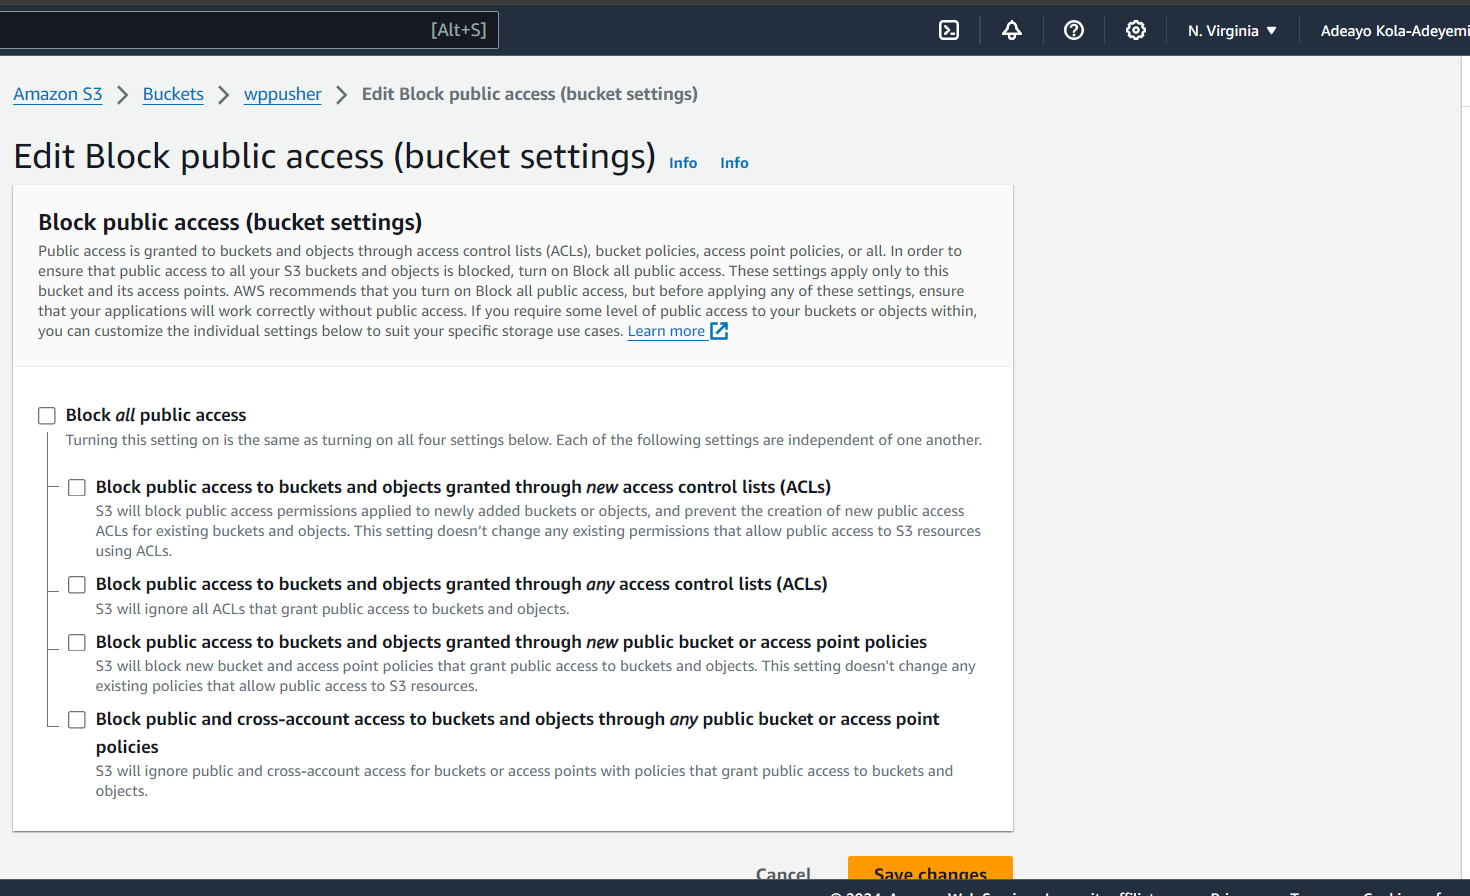 [Alt+S]
N. Virginia
Adeayo Kola-Adeyemi
Amazon S3 Buckets wppusher Edit Block public access (bucket settings)
Edit Block public access (bucket settings) Info Info
Block public access (bucket settings)
Public access is granted to buckets and objects through access control lists (ACLs), bucket policies, access point policies, or all. In order to
ensure that public access to all your S3 buckets and objects is blocked, turn on Block all public access. These settings apply only to this
bucket and its access points. AWS recommends that you turn on Block all public access, but before applying any of these settings, ensure
that your applications will work correctly without public access. If you require some level of public access to your buckets or objects within,
you can customize the individual settings below to suit your specific storage use cases. Learn more
Block all public access
Turning this setting on is the same as turning on all four settings below. Each of the following settings are independent of one another.
Block public access to buckets and objects granted through new access control lists (ACLs)
S3 will block public access permissions applied to newly added buckets or objects, and prevent the creation of new public access
ACLs for existing buckets and objects. This setting doesn’t change any existing permissions that allow public access to S3 resources
using ACLs.
Block public access to buckets and objects granted through any access control lists (ACLs)
S3 will ignore all ACLs that grant public access to buckets and objects.
Block public access to buckets and objects granted through new public bucket or access point policies
S3 will block new bucket and access point policies that grant public access to buckets and objects. This setting doesn't change any
existing policies that allow public access to S3 resources.
Block public and cross-account access to buckets and objects through any public bucket or access point
policies
S3 will ignore public and cross-account access for buckets or access points with policies that grant public access to buckets and
objects.
Cancel Save changes